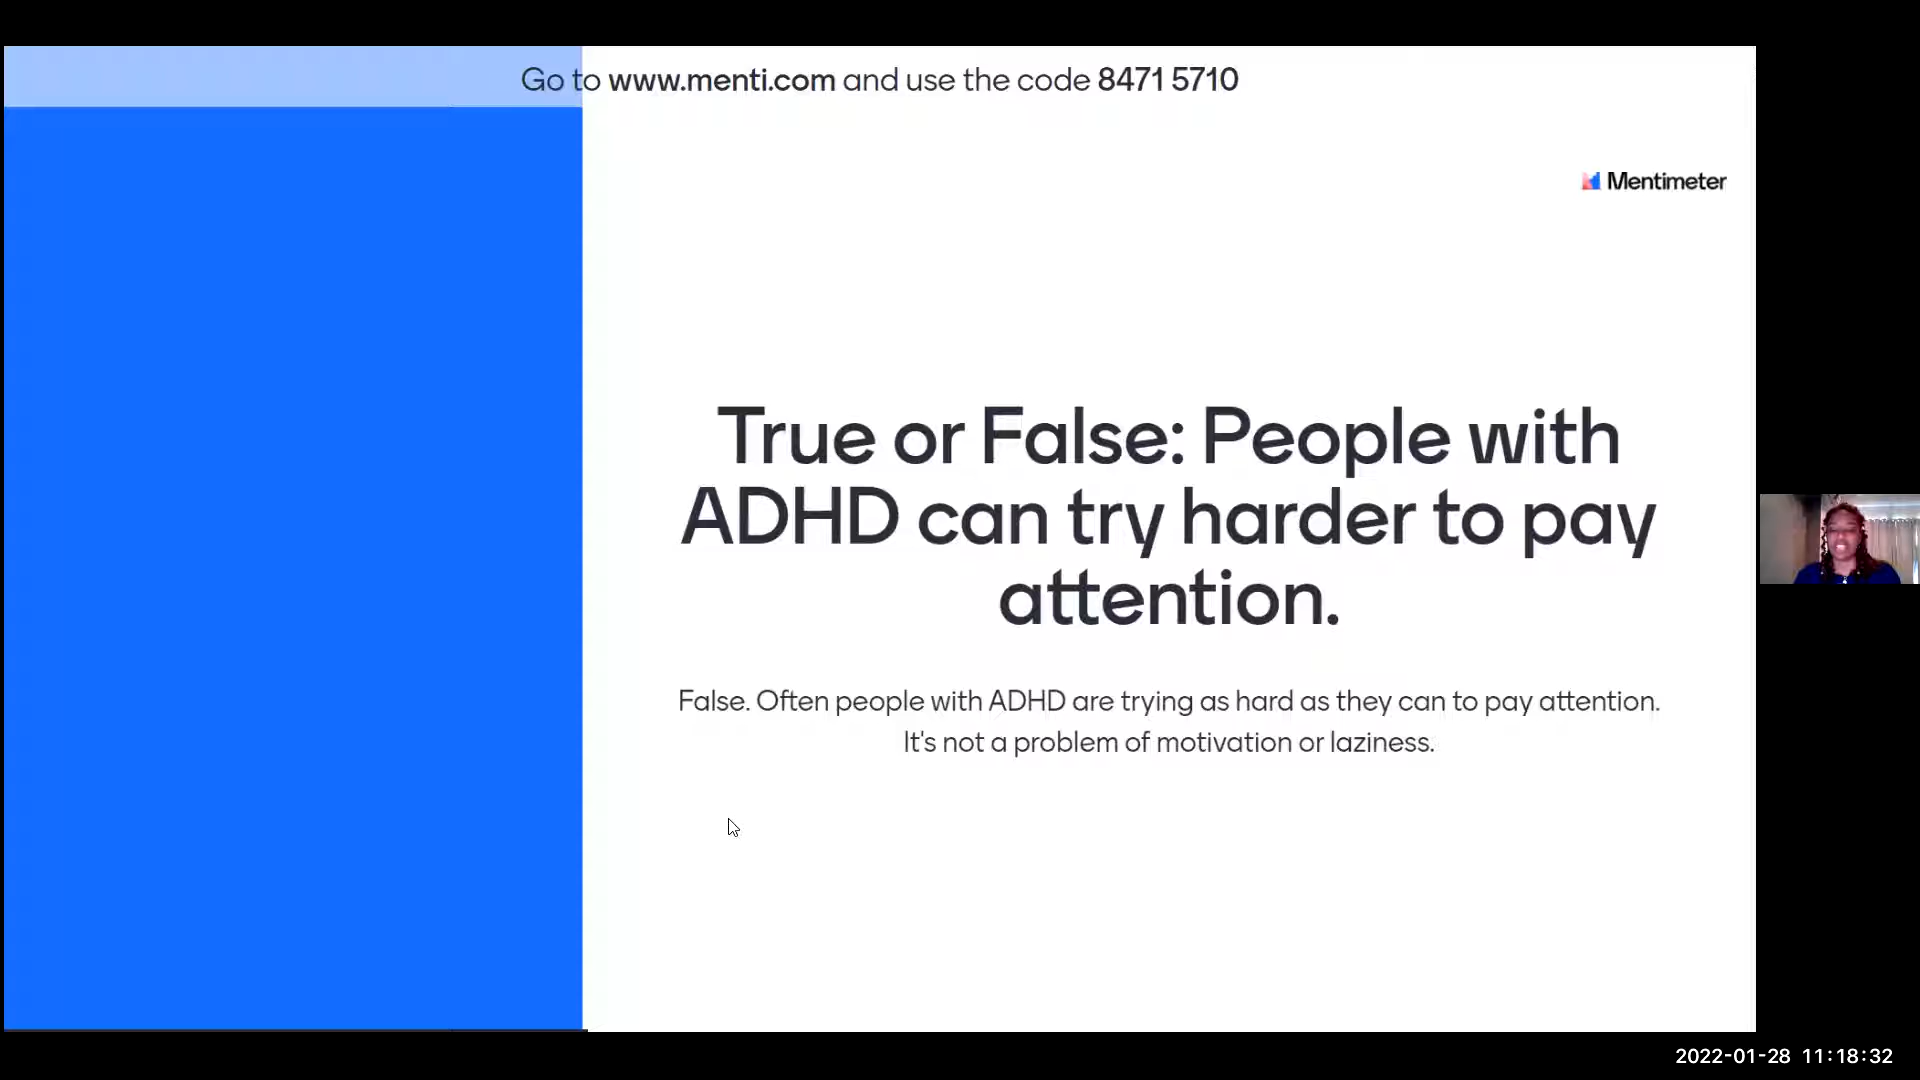 Go to www.menti.com and use the code 8471 5710
Mentimeter
True or False: People with
ADHD can try harder to pay
attention.
False. Often people with ADHD are trying as hard as they can to pay attention.
It's not a problem of motivation or laziness.
2022-01-28 11:18:32